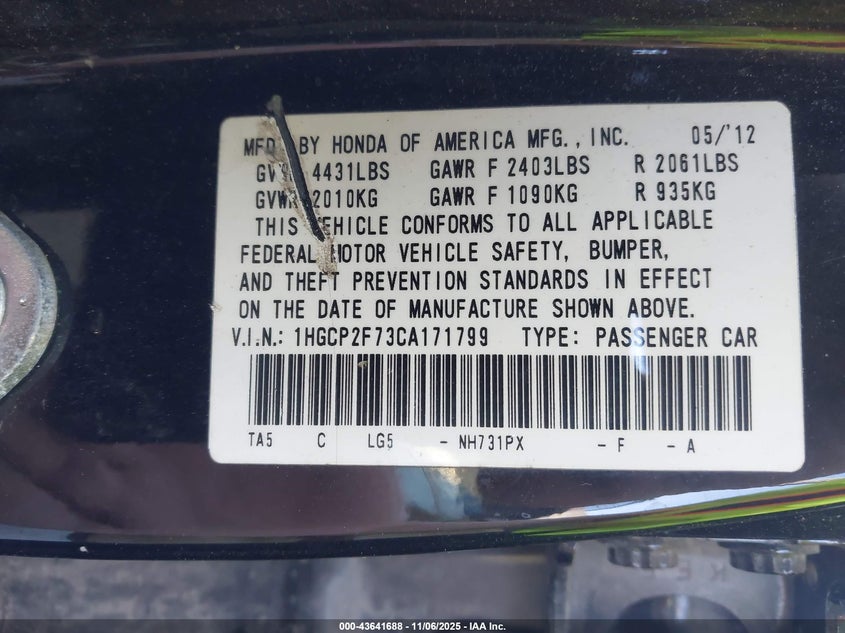 MFD BY HONDA OF AMERICA MFG., INC. 05/'12
4431LBS GAWR F 2403LBS R 2061LBS
GVWR 2010KG GAWR F 1090KG R 935KG
THIS VEHICLE CONFORMS TO ALL APPLICABLE
FEDERAL MOTOR VEHICLE SAFETY, BUMPER,
AND THEFT PREVENTION STANDARDS IN EFFECT
ON THE DATE OF MANUFACTURE SHOWN ABOVE.
V.I.N.: 1HGCP2F73CA171799 TYPE: PASSENGER CAR
TA5 C LG5 - NH731PX - F - A
000-43641688 - 11/06/2025 - IAA Inc.